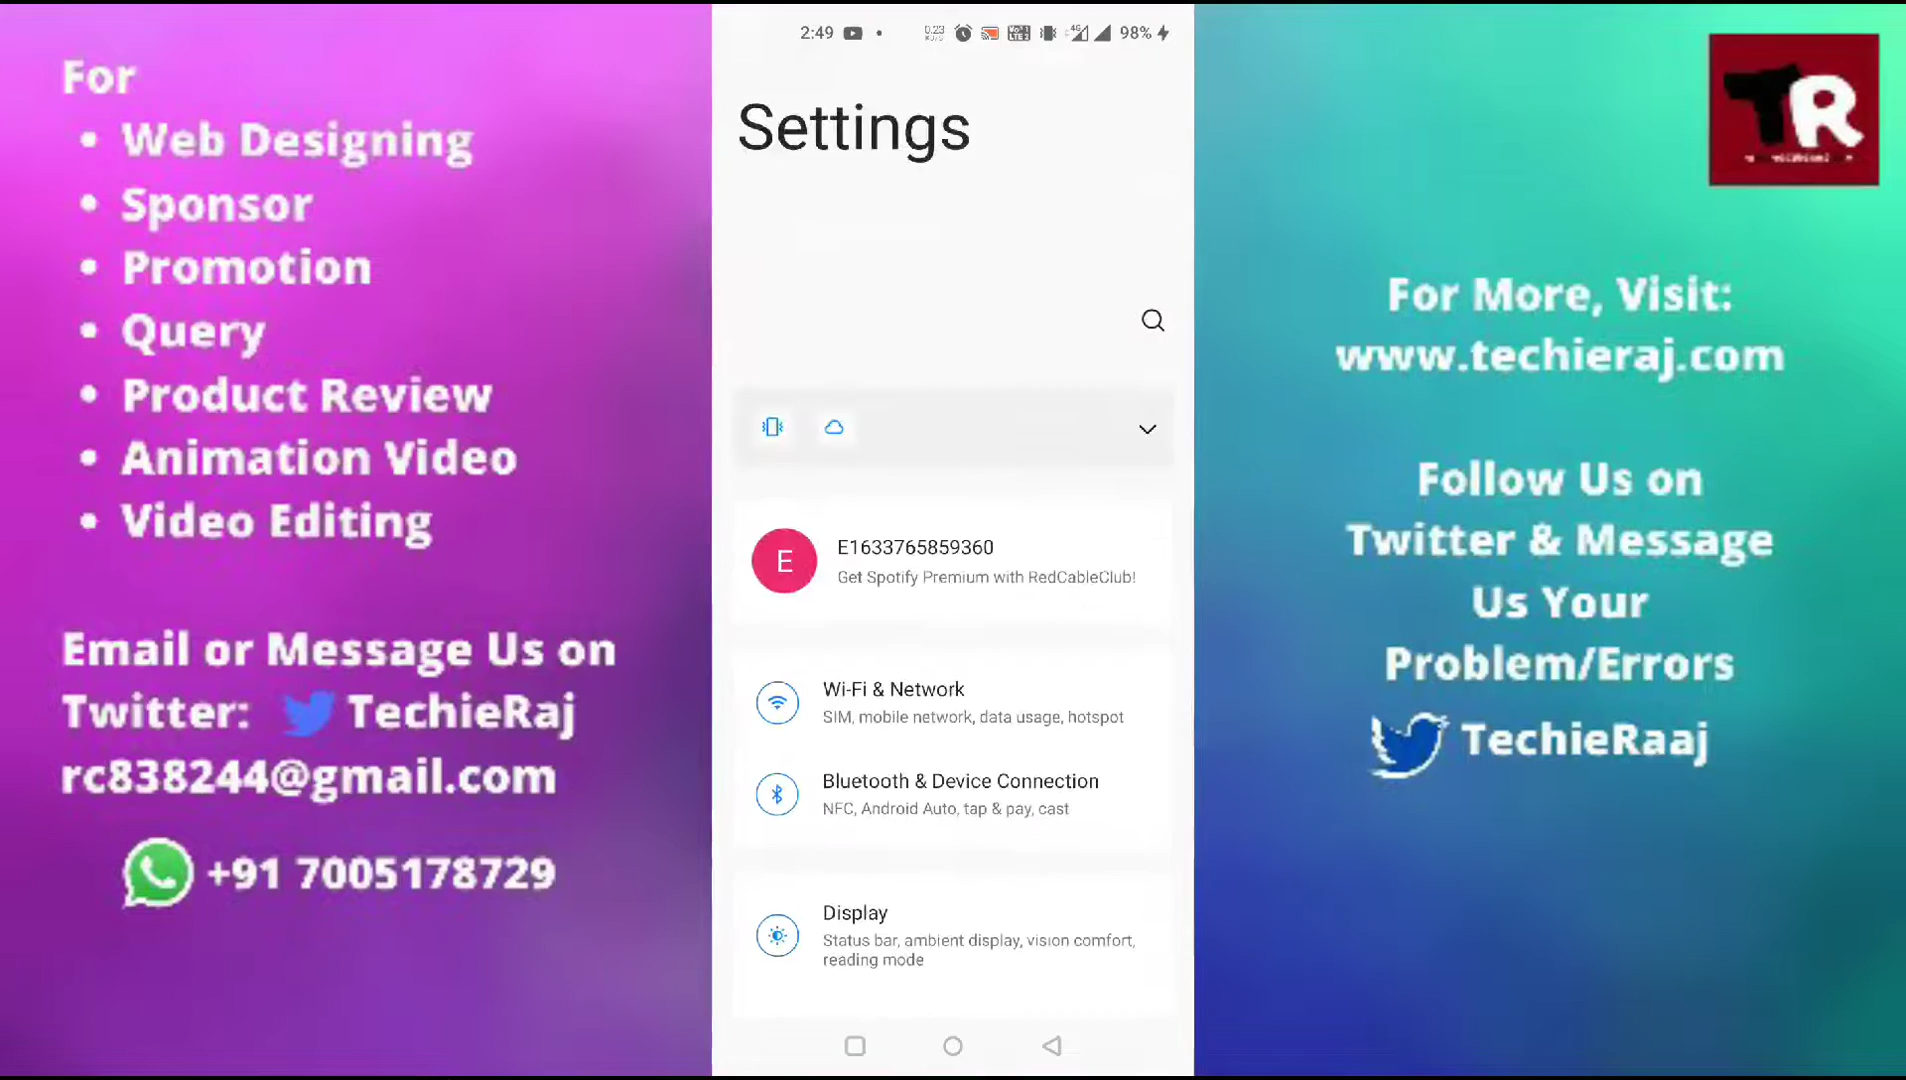 For
• Web Designing
• Sponsor
• Promotion
• Query
• Product Review
• Animation Video
• Video Editing
Email or Message Us on
Twitter: TechieRaj
rc838244@gmail.com
+91 7005178729
2:49
98%
Settings
E
E1633765859360
Get Spotify Premium with RedCableClub!
Wi-Fi & Network
SIM, mobile network, data usage, hotspot
Bluetooth & Device Connection
NFC, Android Auto, tap & pay, cast
Display
Status bar, ambient display, vision comfort,
reading mode
TR
For More, Visit:
www.techieraj.com
Follow Us on
Twitter & Message
Us Your
Problem/Errors
TechieRaaj